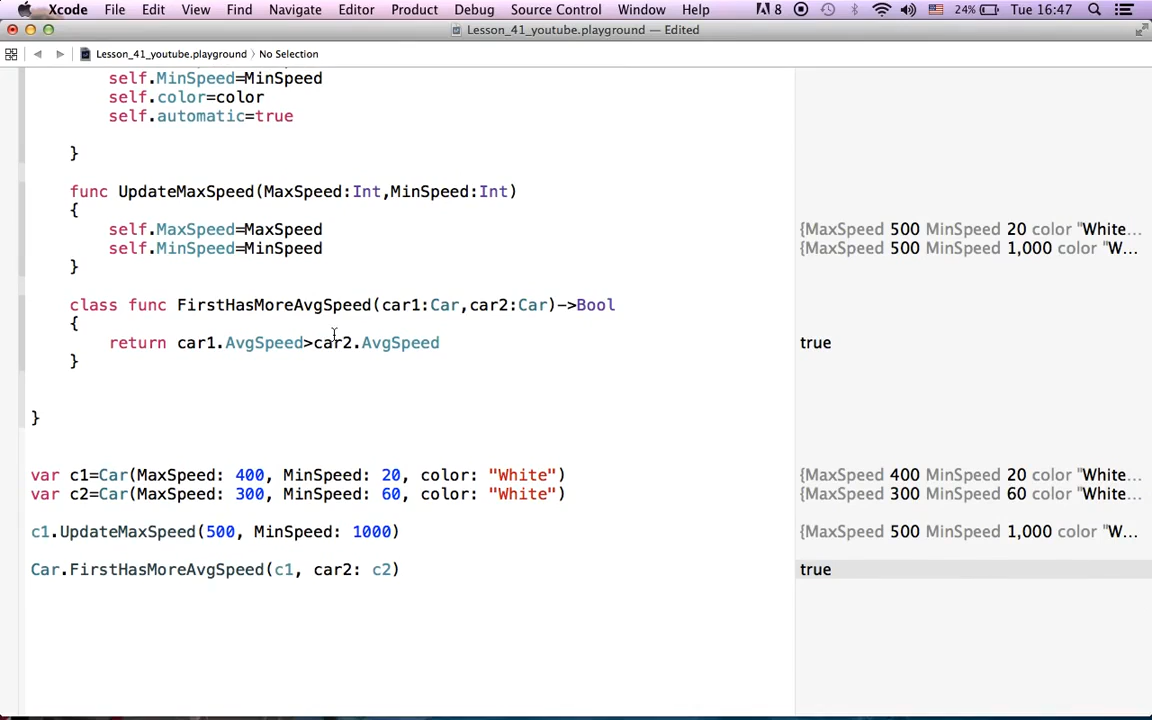 Xcode File Edit View Find Navigate Editor Product Debug Source Control Window Help 8 24% Tue 16:47
Lesson_41_youtube.playground — Edited
Lesson_41_youtube.playground › No Selection
self.MinSpeed=MinSpeed
self.color=color
self.automatic=true
}
func UpdateMaxSpeed(MaxSpeed:Int,MinSpeed:Int)
{
self.MaxSpeed=MaxSpeed {MaxSpeed 500 MinSpeed 20 color "White...
self.MinSpeed=MinSpeed {MaxSpeed 500 MinSpeed 1,000 color "W...
}
class func FirstHasMoreAvgSpeed(car1:Car,car2:Car)->Bool
{
return car1.AvgSpeed>car2.AvgSpeed true
}
}
var c1=Car(MaxSpeed: 400, MinSpeed: 20, color: "White") {MaxSpeed 400 MinSpeed 20 color "White...
var c2=Car(MaxSpeed: 300, MinSpeed: 60, color: "White") {MaxSpeed 300 MinSpeed 60 color "White...
c1.UpdateMaxSpeed(500, MinSpeed: 1000) {MaxSpeed 500 MinSpeed 1,000 color "W...
Car.FirstHasMoreAvgSpeed(c1, car2: c2) true